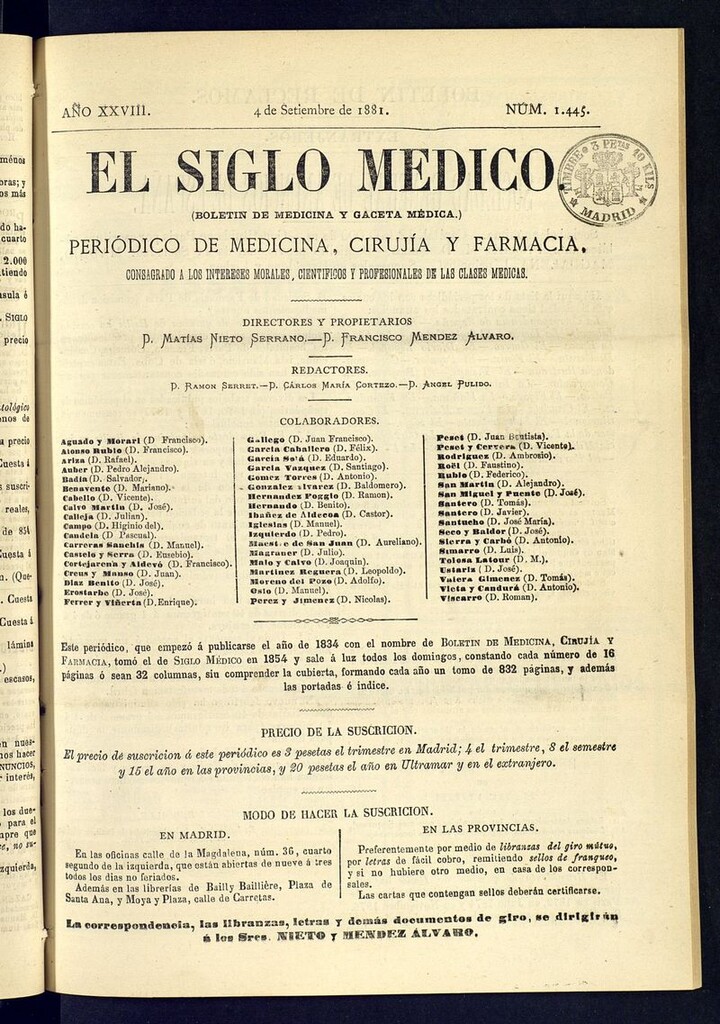 AÑO XXVIII.
4 de Setiembre de 1881.
NÚM. 1.445.
EL SIGLO MEDICO
TIMBRE 3 PETS 10 KILS
MADRID
(BOLETIN DE MEDICINA Y GACETA MÉDICA.)
PERIÓDICO DE MEDICINA, CIRUJÍA Y FARMACIA,
CONSAGRADO A LOS INTERESES MORALES, CIENTIFICOS Y PROFESIONALES DE LAS CLASES MEDICAS.
DIRECTORES Y PROPIETARIOS
D. MATÍAS NIETO SERRANO.—D. FRANCISCO MENDEZ ALVARO.
REDACTORES.
D. RAMON SERRET.—D. CÁRLOS MARÍA CORTEZO.—D. ANGEL PULIDO.
COLABORADORES.
Aguado y Morari (D Francisco).
Alonso Rubio (D. Francisco).
Ariza (D. Rafael).
Auber (D. Pedro Alejandro).
Badia (D. Salvador).
Benavente (D. Mariano).
Cabello (D. Vicente).
Calvo Martin (D. José).
Calleja (D. Julian).
Campo (D. Higinio del).
Candela (D Pascual).
Carreras Sanchis (D. Manuel).
Castelo y Serra (D. Eusebio).
Cortejarena y Aldevó (D. Francisco).
Creus y Manso (D. Juan).
Diaz Benito (D. José).
Erostarbe (D. José).
Ferrer y Viñerta (D. Enrique).
Gallego (D. Juan Francisco).
Garcia Caballero (D. Félix).
Garcia Solá (D. Eduardo).
Garcia Vazquez (D. Santiago).
Gomez Torres (D. Antonio).
Gonzalez lvarez (D. Baldomero).
Hernandez Poggio (D. Ramon).
Hernando (D. Benito).
Ibañez de Aldecoa (D. Castor).
Iglesias (D. Manuel).
Izquierdo (D. Pedro).
Maestre de San Juan (D. Aureliano).
Magraner (D. Julio).
Malo y Calvo (D. Joaquin).
Martinez Reguera (D. Leopoldo).
Moreno del Pozo (D. Adolfo).
Osio (D. Manuel).
Perez y Jimenez (D. Nicolas).
Peset (D. Juan Bautista).
Peset y Cervera (D. Vicente).
Rodriguez (D. Ambrosio).
Roël (D. Faustino).
Rubio (D. Federico).
San Martin (D. Alejandro).
San Miguel y Puente (D. José).
Santero (D. Tomás).
Santero (D. Javier).
Santucho (D. José María).
Seco y Baldor (D. José).
Sierra y Carbó (D. Antonio).
Simarro (D. Luis).
Tolosa Latour (D. M.).
Ustariz (D. José).
Valera Gimenez (D. Tomás).
Vieta y Candurá (D. Antonio).
Viscarro (D. Roman).
Este periódico, que empezó á publicarse el año de 1834 con el nombre de BOLETIN DE MEDICINA, CIRUJÍA Y
FARMACIA, tomó el de SIGLO MÉDICO en 1854 y sale á luz todos los domingos, constando cada número de 16
páginas ó sean 32 columnas, sin comprender la cubierta, formando cada año un tomo de 832 páginas, y además
las portadas é índice.
PRECIO DE LA SUSCRICION.
El precio de suscricion á este periódico es 3 pesetas el trimestre en Madrid; 4 el trimestre, 8 el semestre
y 15 el año en las provincias, y 20 pesetas el año en Ultramar y en el extranjero.
MODO DE HACER LA SUSCRICION.
EN MADRID.
En las oficinas calle de la Magdalena, núm. 36, cuarto
segundo de la izquierda, que están abiertas de nueve á tres
todos los dias no feriados.
Además en las librerías de Bailly Baillière, Plaza de
Santa Ana, y Moya y Plaza, calle de Carretas.
EN LAS PROVINCIAS.
Preferentemente por medio de libranzas del giro mútuo,
por letras de fácil cobro, remitiendo sellos de franqueo,
y si no hubiere otro medio, en casa de los correspon-
sales.
Las cartas que contengan sellos deberán certificarse.
La correspondencia, las libranzas, letras y demás documentos de giro, se dirigirán
á los Sres. NIETO y MENDEZ ÁLVARO.